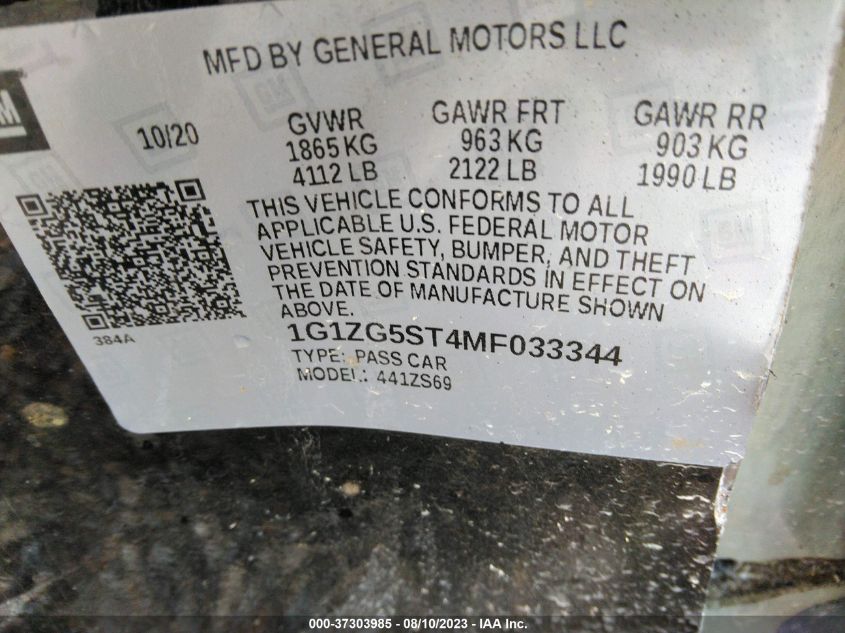 MFD BY GENERAL MOTORS LLC
GM
10/20
GVWR
1865 KG
4112 LB
GAWR FRT
963 KG
2122 LB
GAWR RR
903 KG
1990 LB
THIS VEHICLE CONFORMS TO ALL
APPLICABLE U.S. FEDERAL MOTOR
VEHICLE SAFETY, BUMPER, AND THEFT
PREVENTION STANDARDS IN EFFECT ON
THE DATE OF MANUFACTURE SHOWN
ABOVE.
384A
1G1ZG5ST4MF033344
TYPE: PASS CAR
MODEL: 441ZS69
000-37303985 — 08/10/2023 — IAA Inc.